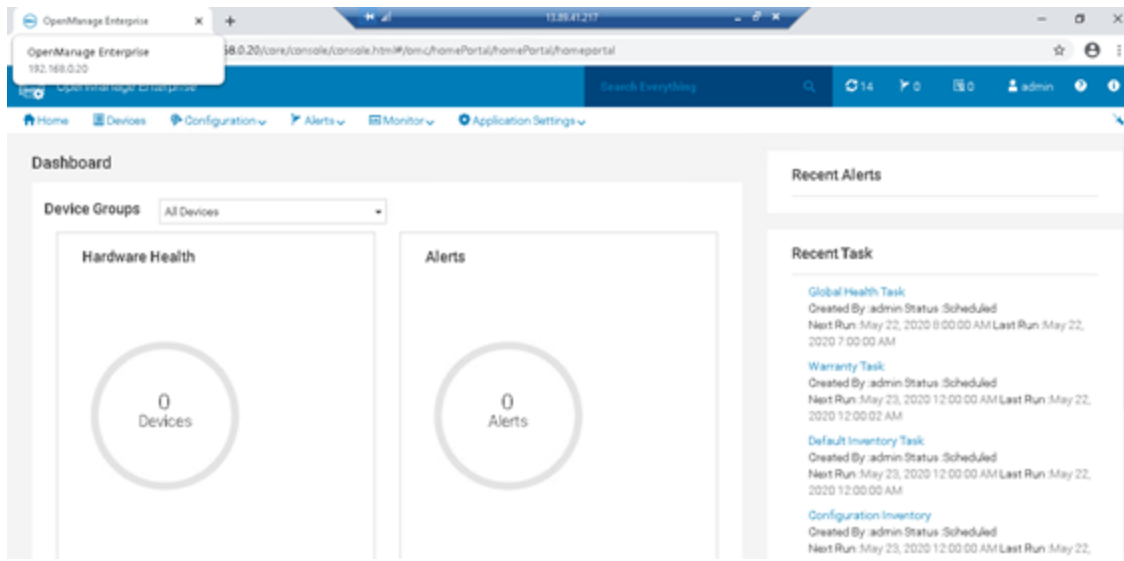 OpenManage Enterprise
13.89.41.217
OpenManage Enterprise
192.168.0.20
68.0.20/core/console/console.html#/omc/homePortal/homePortal/homeportal
OpenManage Enterprise
Search Everything
14
0
0
admin
Home
Devices
Configuration
Alerts
Monitor
Application Settings
Dashboard
Device Groups
All Devices
Hardware Health
0
Devices
Alerts
0
Alerts
Recent Alerts
Recent Task
Global Health Task
Created By :admin Status :Scheduled
Next Run :May 22, 2020 8:00:00 AM Last Run :May 22,
2020 7:00:00 AM
Warranty Task
Created By :admin Status :Scheduled
Next Run :May 23, 2020 12:00:00 AM Last Run :May 22,
2020 12:00:02 AM
Default Inventory Task
Created By :admin Status :Scheduled
Next Run :May 23, 2020 12:00:00 AM Last Run :May 22,
2020 12:00:00 AM
Configuration Inventory
Created By :admin Status :Scheduled
Next Run :May 23, 2020 12:00:00 AM Last Run :May 22,